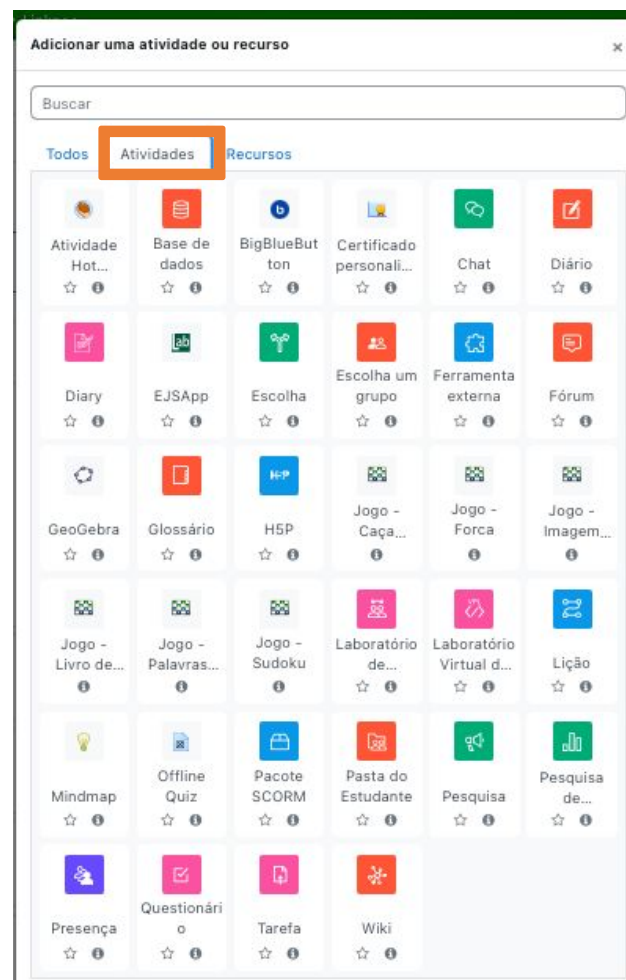 Adicionar uma atividade ou recurso ×
Buscar
Todos Atividades Recursos
Atividade Hot...
Base de dados
BigBlueBut ton
Certificado personali...
Chat
Diário
Diary
EJSApp
Escolha
Escolha um grupo
Ferramenta externa
Fórum
GeoGebra
Glossário
H5P
H5P
Jogo - Caça...
Jogo - Forca
Jogo - Imagem...
Jogo - Livro de...
Jogo - Palavras...
Jogo - Sudoku
Laboratório de...
Laboratório Virtual d...
Lição
Mindmap
Offline Quiz
Pacote SCORM
Pasta do Estudante
Pesquisa
Pesquisa de...
Presença
Questionári o
Tarefa
Wiki